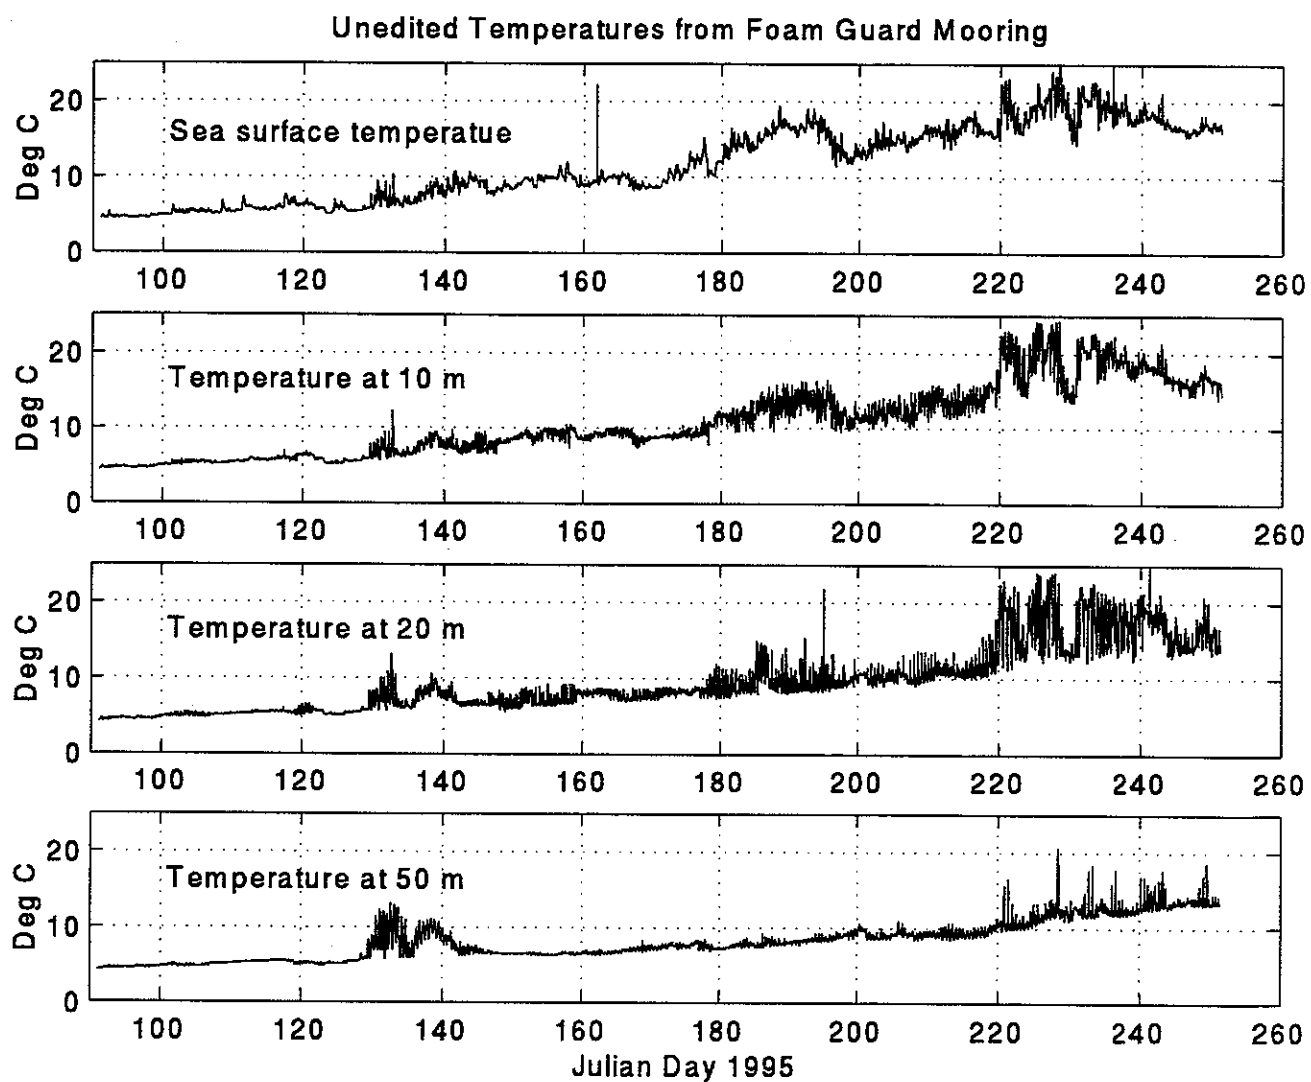 Unedited Temperatures from Foam Guard Mooring
Deg C
20
10
0
Sea surface temperatue
100 120 140 160 180 200 220 240 260
Deg C
20
10
0
Temperature at 10 m
100 120 140 160 180 200 220 240 260
Deg C
20
10
0
Temperature at 20 m
100 120 140 160 180 200 220 240 260
Deg C
20
10
0
Temperature at 50 m
100 120 140 160 180 200 220 240 260
Julian Day 1995